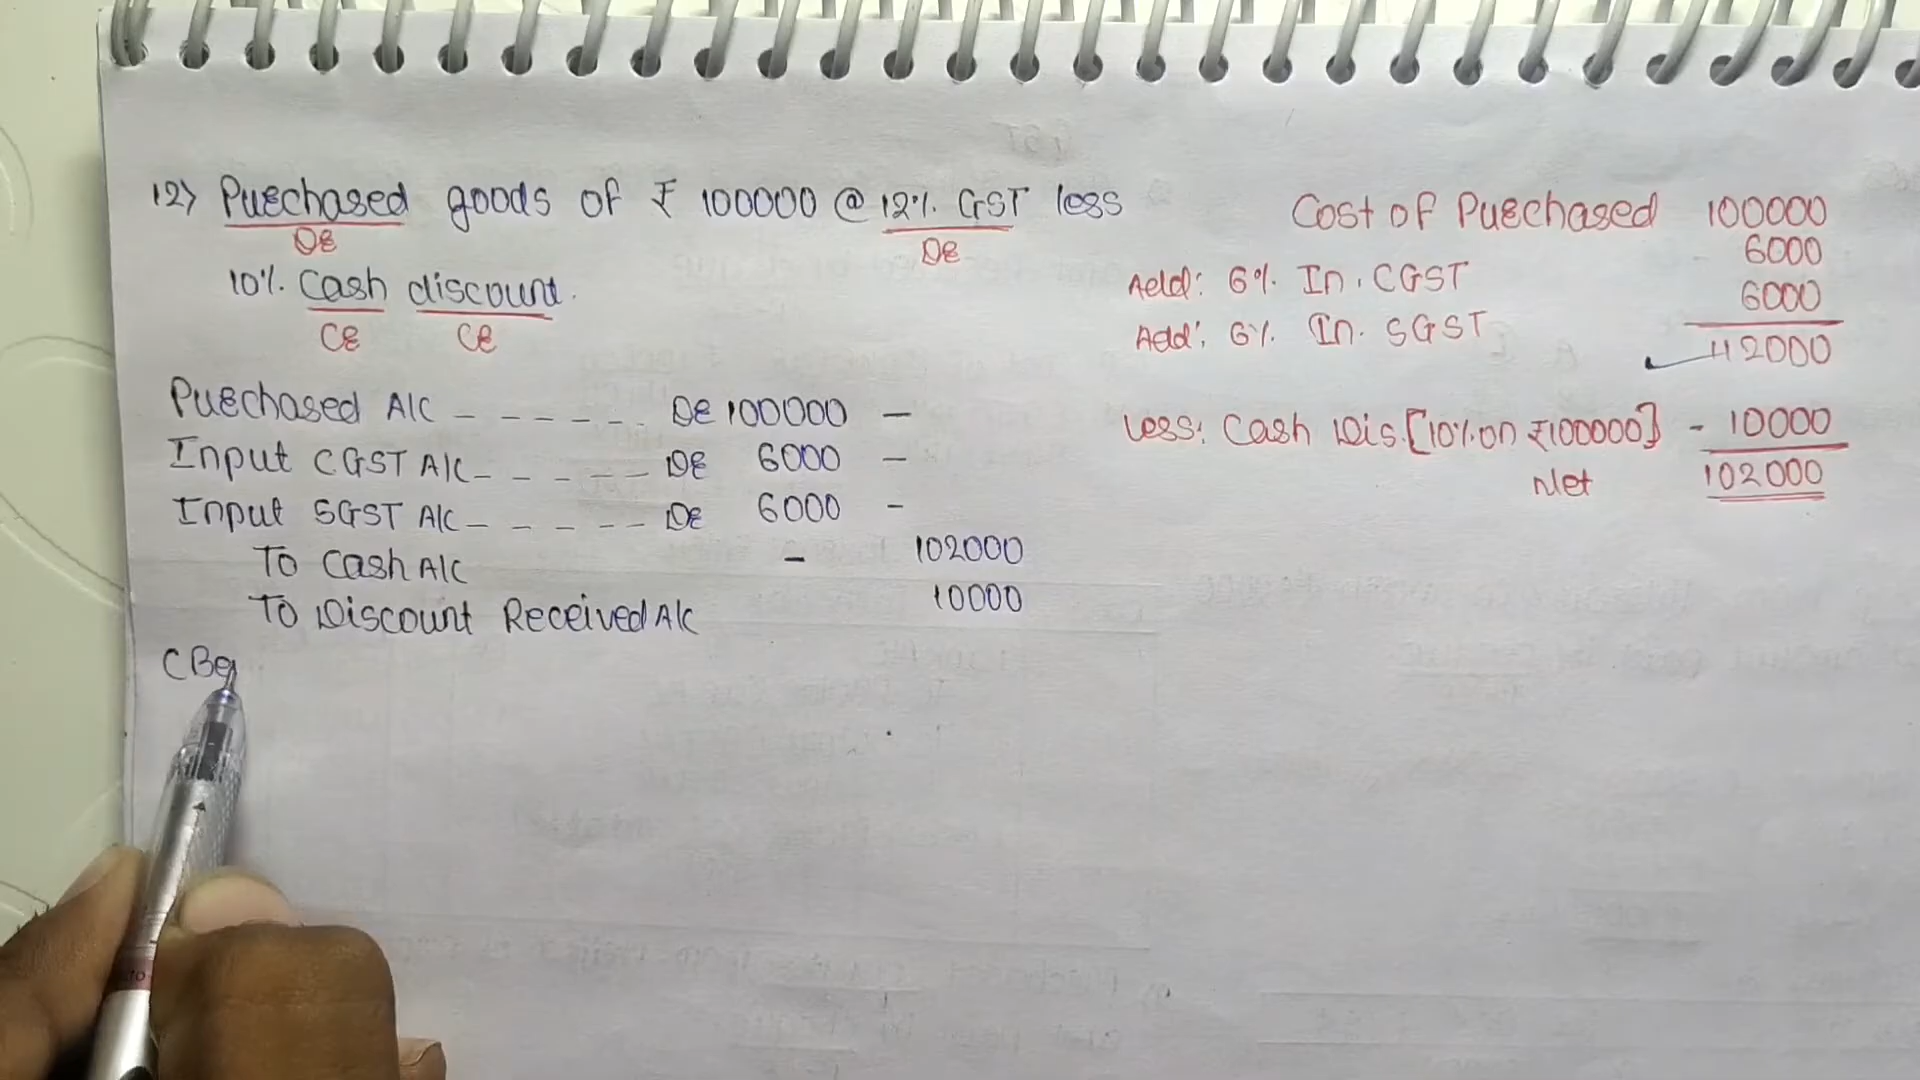 12) Purchased goods of ₹ 100000 @ 12% GST less
Dr Dr
10% Cash discount.
Cr Cr
Purchased A/C - - - - - - Dr 100000 -
Input CGST A/C - - - - - Dr 6000 -
Input SGST A/C - - - - - - Dr 6000 -
To Cash A/C - 102000
To Discount Received A/C 10000
(Be
Cost of Purchased 100000
Add: 6% In. CGST 6000
Add: 6% In. SGST 6000
112000
Less: Cash Dis. [10% on ₹100000] - 10000
Net 102000